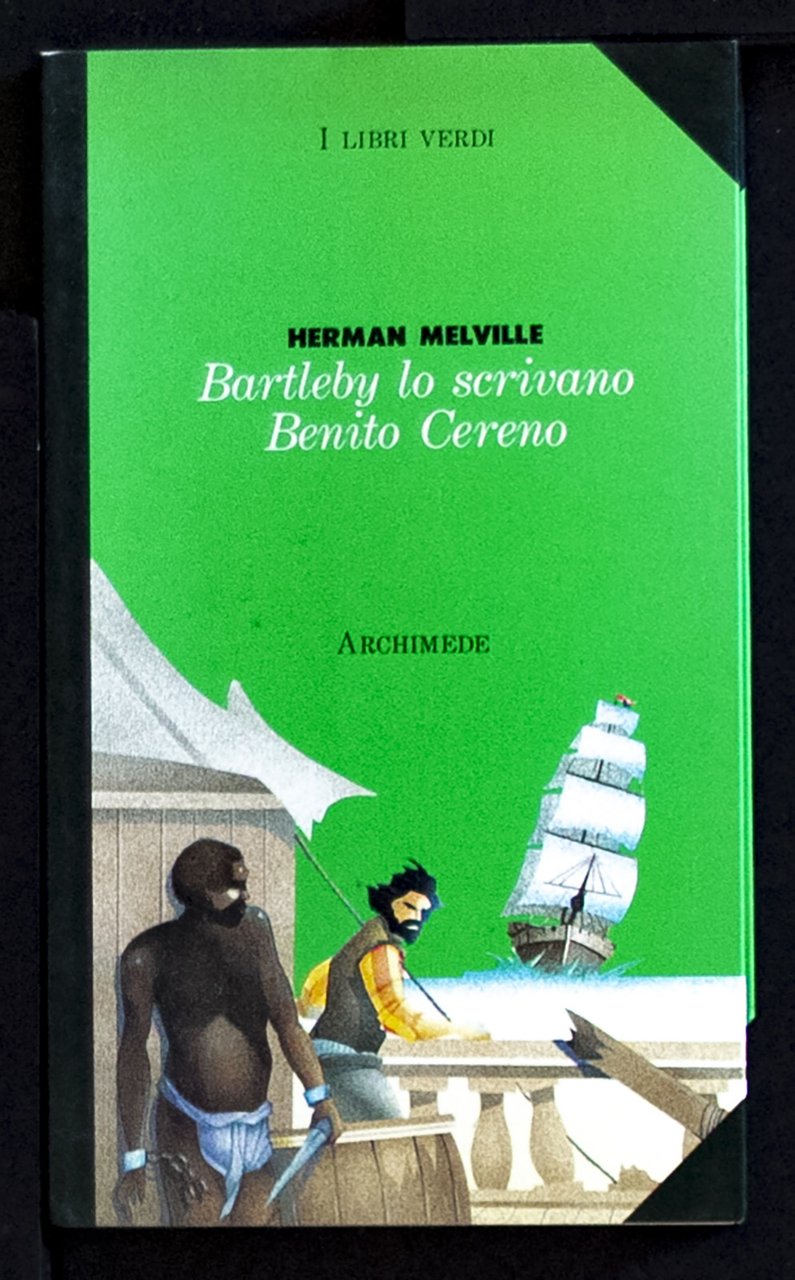 I LIBRI VERDI
HERMAN MELVILLE
Bartleby lo scrivano
Benito Cereno
ARCHIMEDE